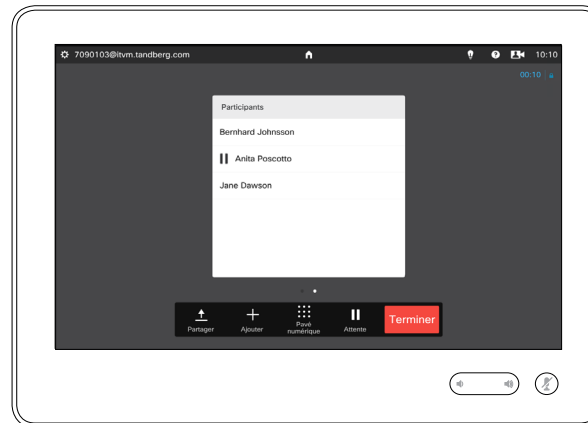 7090103@itvm.tandberg.com
10:10
00:10
Participants
Bernhard Johnsson
Anita Poscotto
Jane Dawson
Partager
Ajouter
Pavé
numérique
Attente
Terminer